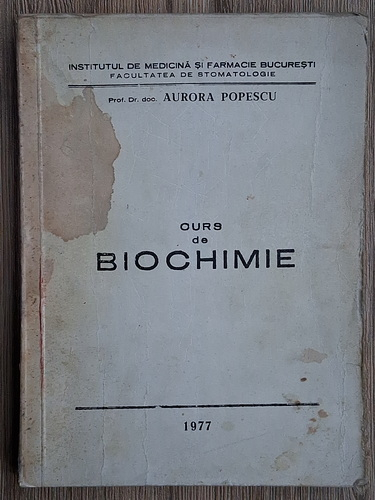 INSTITUTUL DE MEDICINĂ ȘI FARMACIE BUCUREȘTI
FACULTATEA DE STOMATOLOGIE
Prof. Dr. doc. AURORA POPESCU
CURS
de
BIOCHIMIE
1977